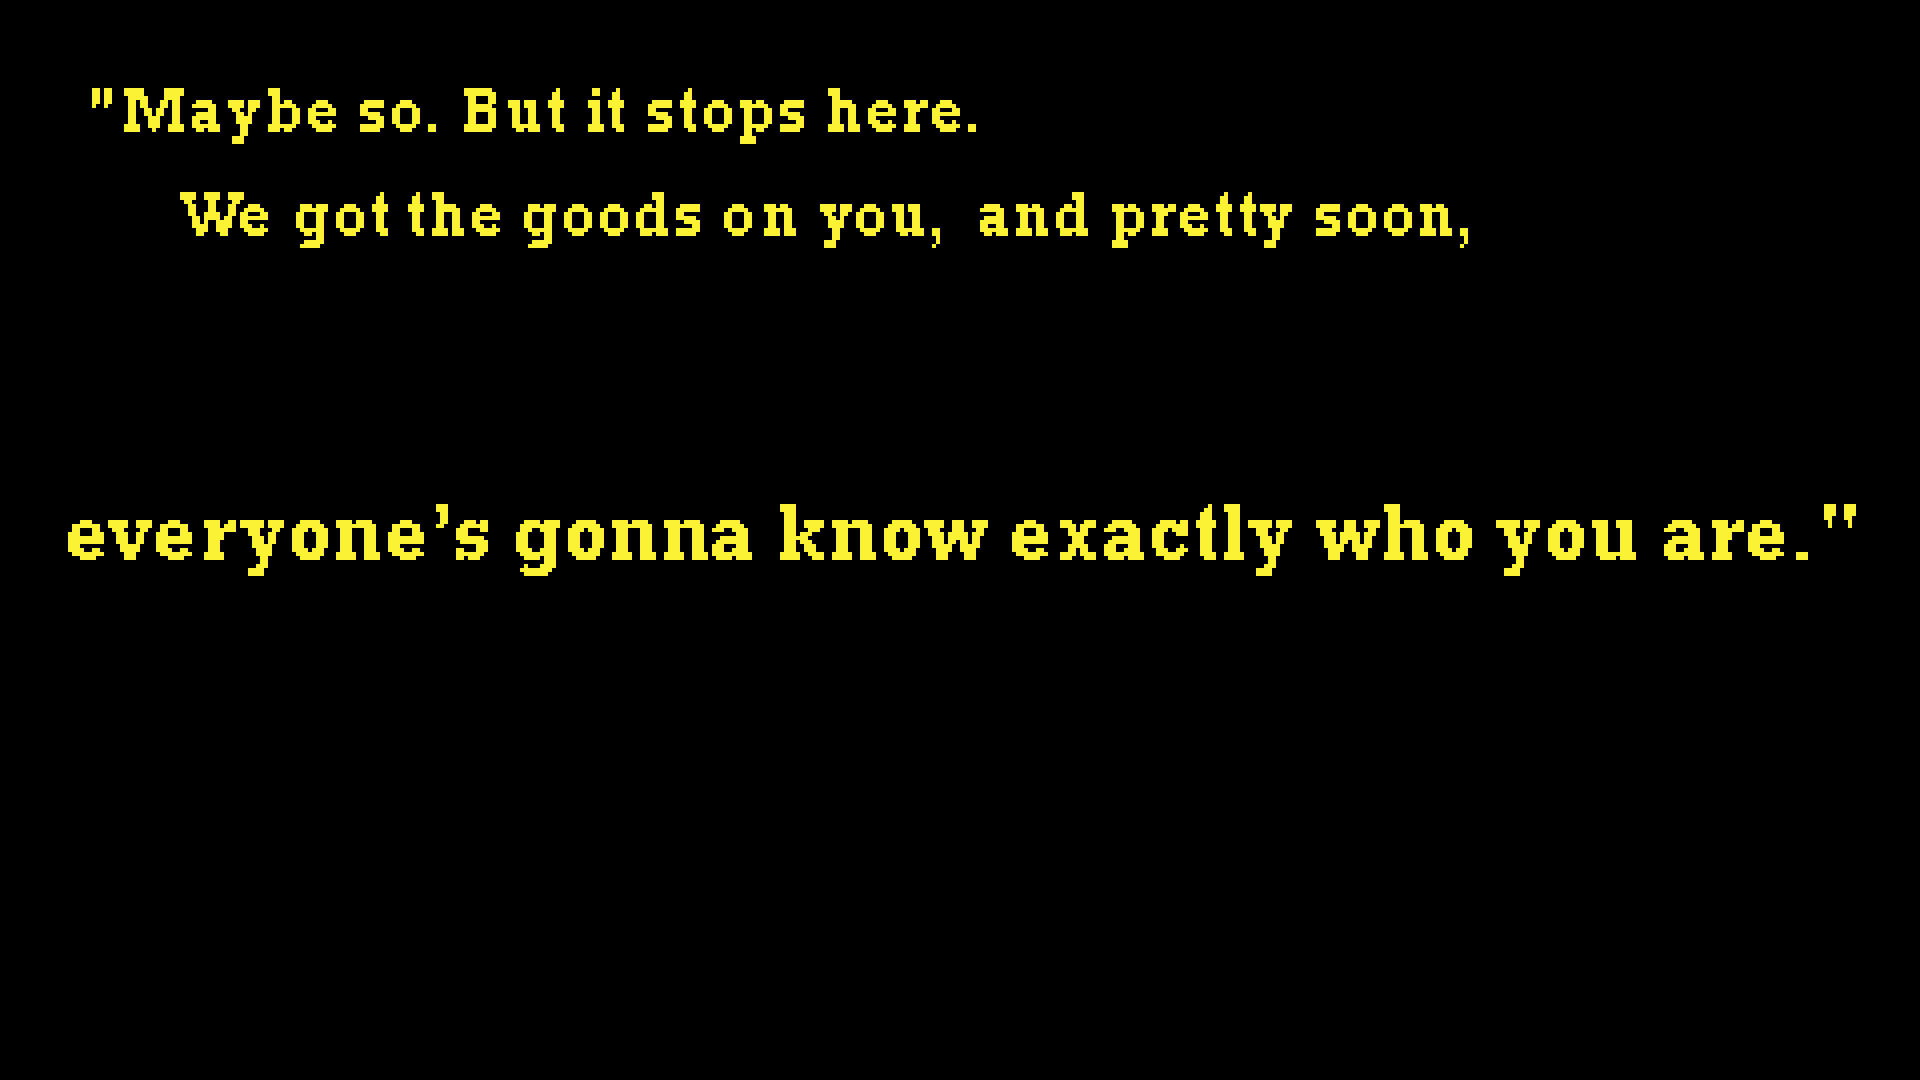 "Maybe so. But it stops here.
We got the goods on you, and pretty soon,
everyone's gonna know exactly who you are."